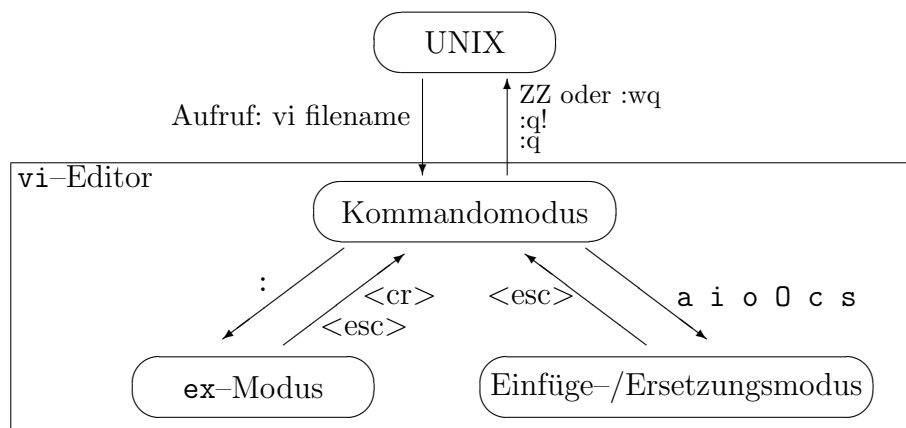 UNIX
Aufruf: vi filename
ZZ oder :wq
:q!
:q
vi–Editor
Kommandomodus
:
<cr>
<esc>
<esc>
a i o O c s
ex–Modus
Einfüge–/Ersetzungsmodus